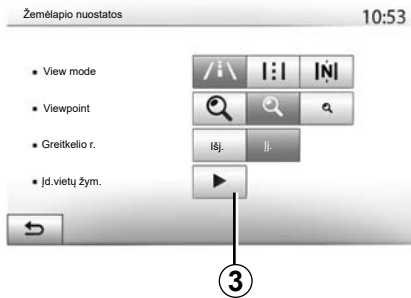 Žemėlapio nuostatos 10:53
View mode N
Viewpoint
Greitkelio r. Išj. Įj.
Įd.vietų žym.
3